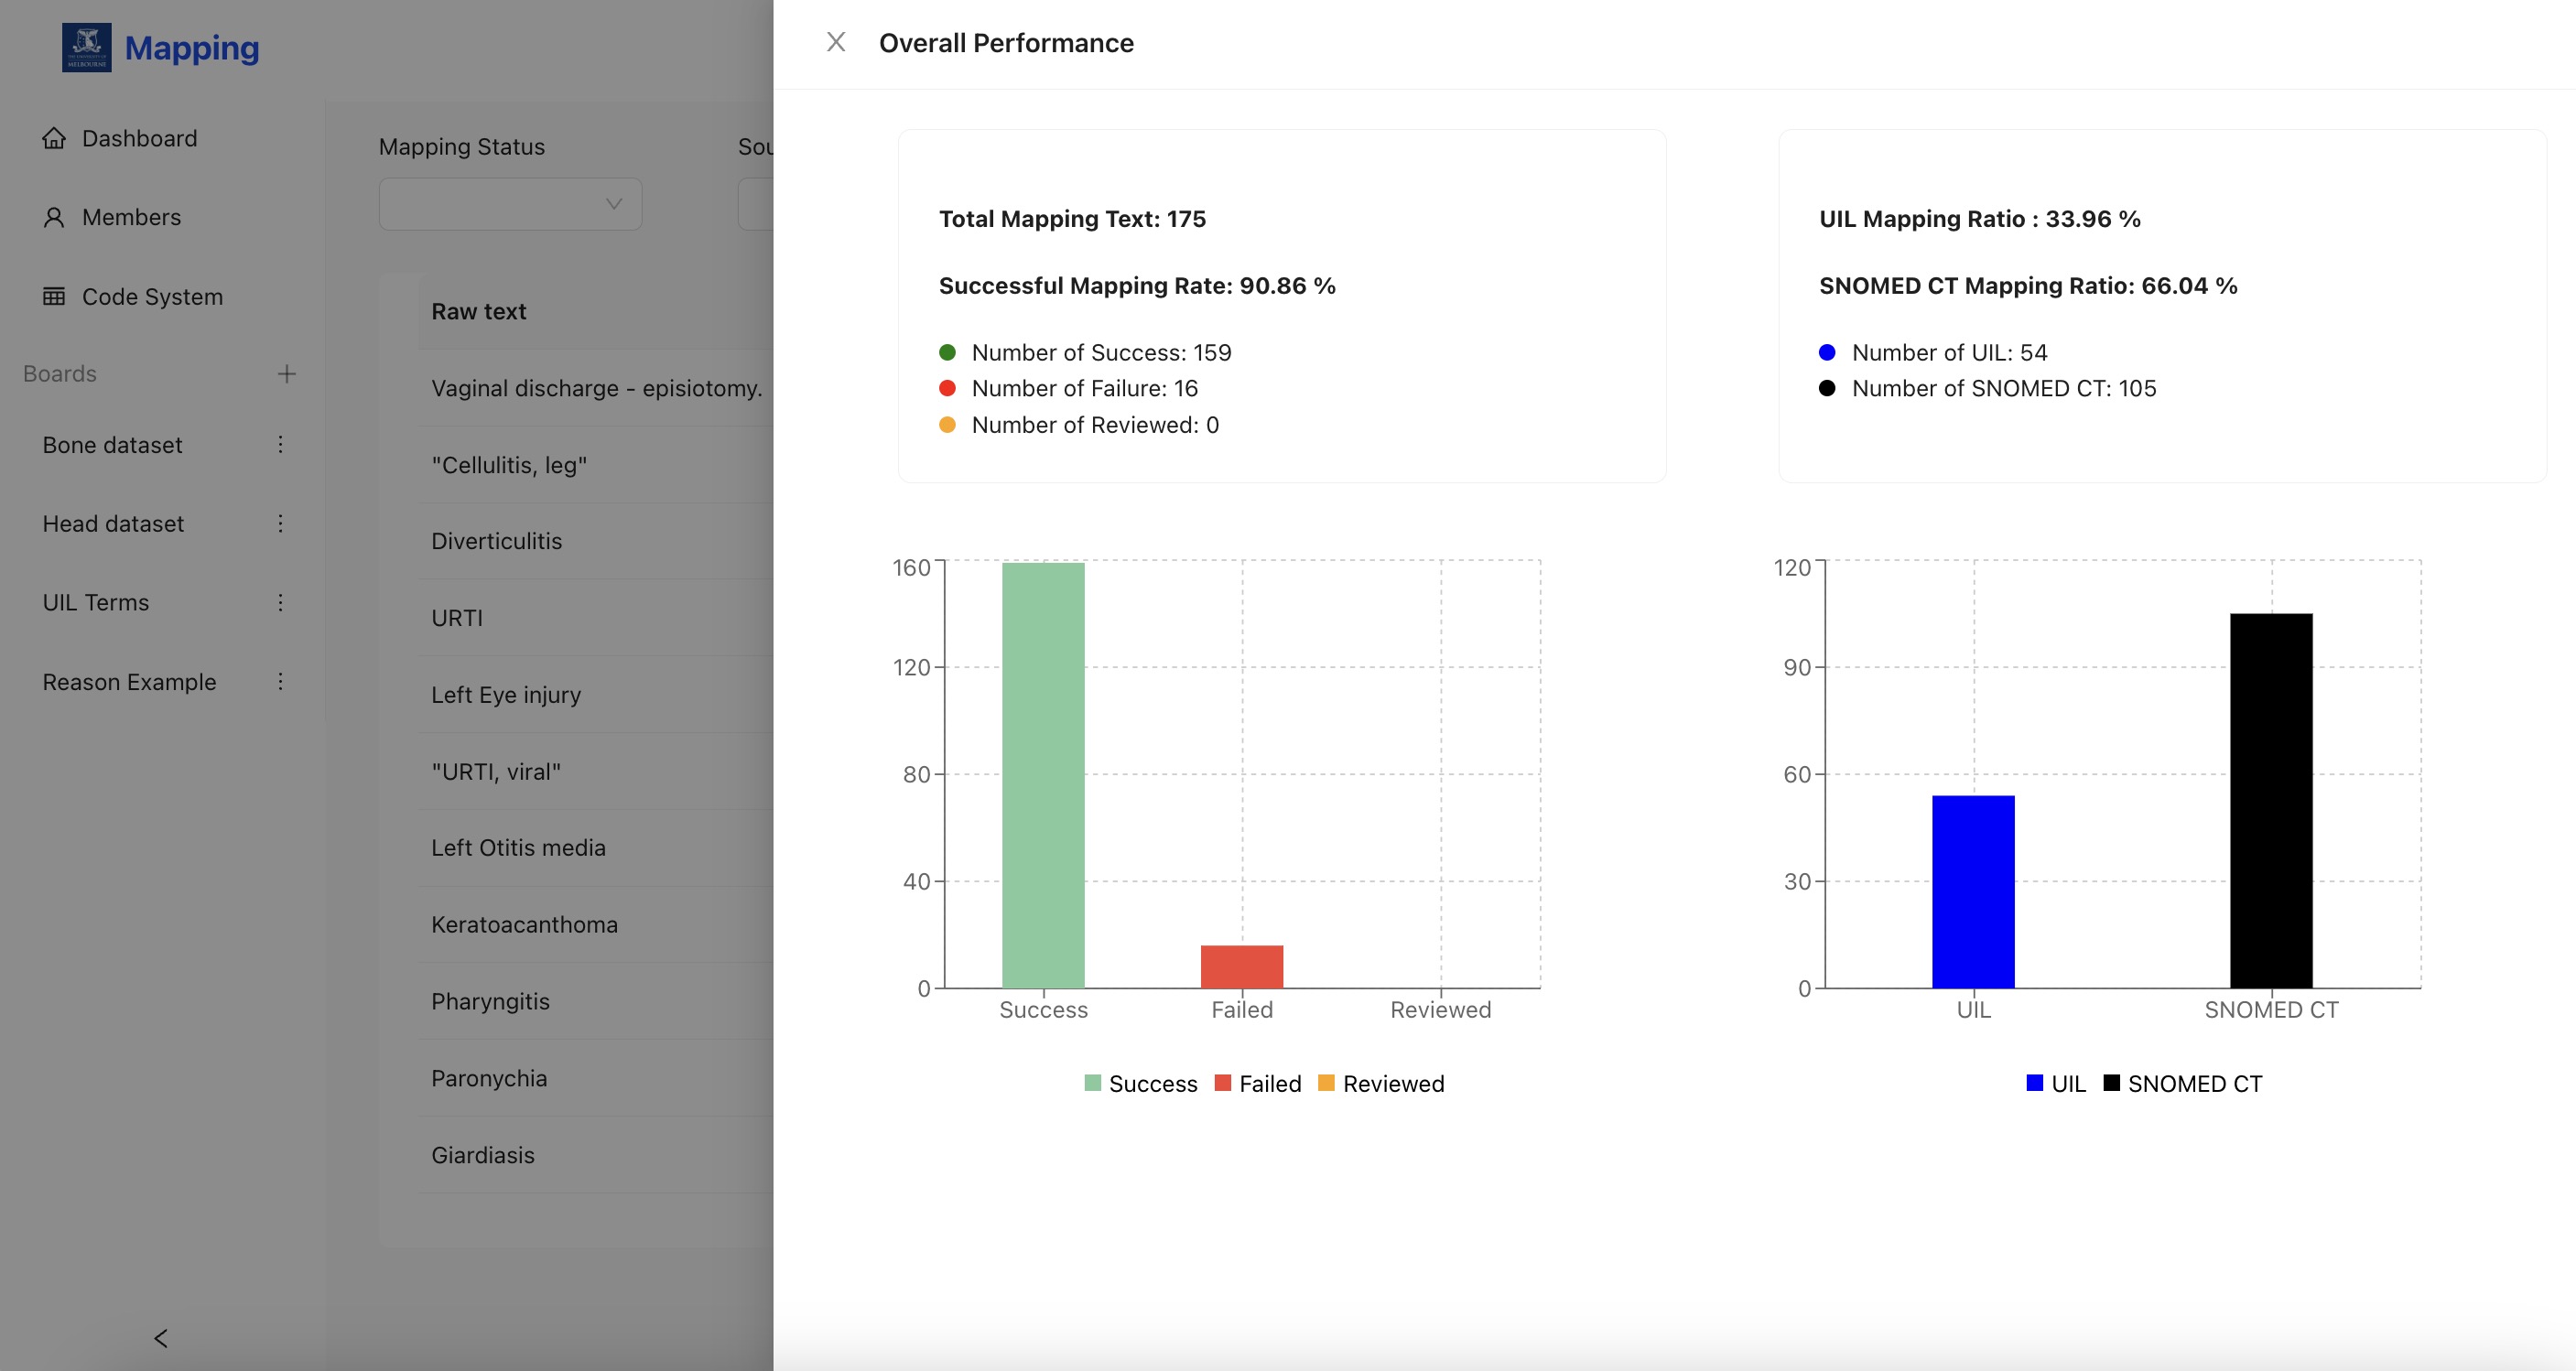 Mapping
Dashboard
Members
Code System
Boards
Bone dataset
Head dataset
UIL Terms
Reason Example
Mapping Status
Sou
Raw text
Vaginal discharge - episiotomy.
"Cellulitis, leg"
Diverticulitis
URTI
Left Eye injury
"URTI, viral"
Left Otitis media
Keratoacanthoma
Pharyngitis
Paronychia
Giardiasis
Overall Performance
Total Mapping Text: 175
Successful Mapping Rate: 90.86 %
Number of Success: 159
Number of Failure: 16
Number of Reviewed: 0
UIL Mapping Ratio : 33.96 %
SNOMED CT Mapping Ratio: 66.04 %
Number of UIL: 54
Number of SNOMED CT: 105
160
120
80
40
0
Success Failed Reviewed
Success Failed Reviewed
120
90
60
30
0
UIL SNOMED CT
UIL SNOMED CT